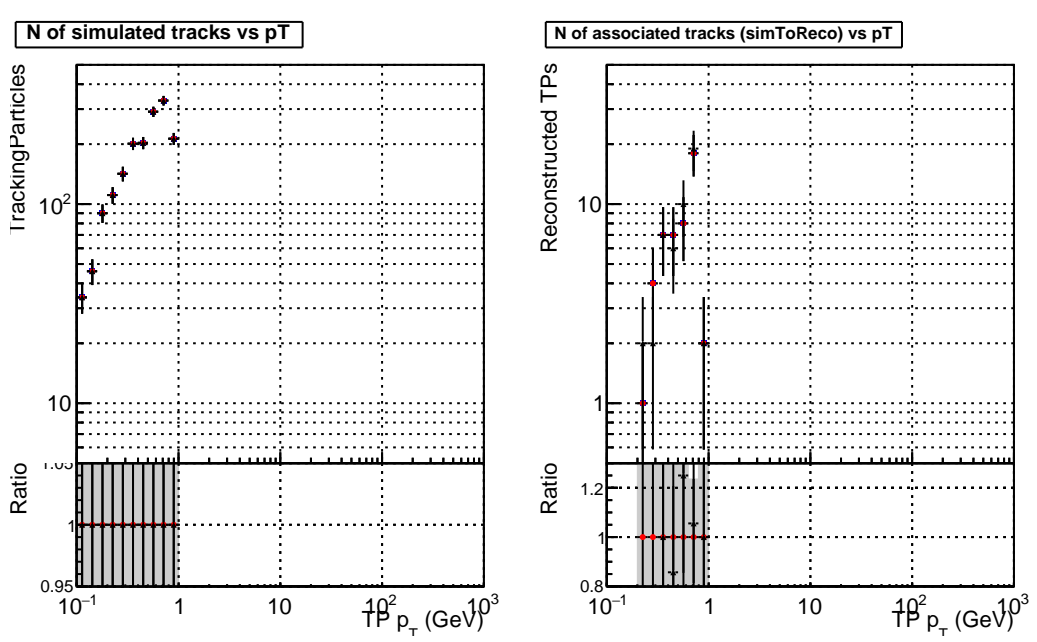 N of simulated tracks vs pT
TrackingParticles
10²
10
Ratio
1.05
1
0.95
10⁻¹
1
10
10²
10³
TP p_T (GeV)
N of associated tracks (simToReco) vs pT
Reconstructed TPs
10
1
Ratio
1.2
1
0.8
10⁻¹
1
10
10²
10³
TP p_T (GeV)